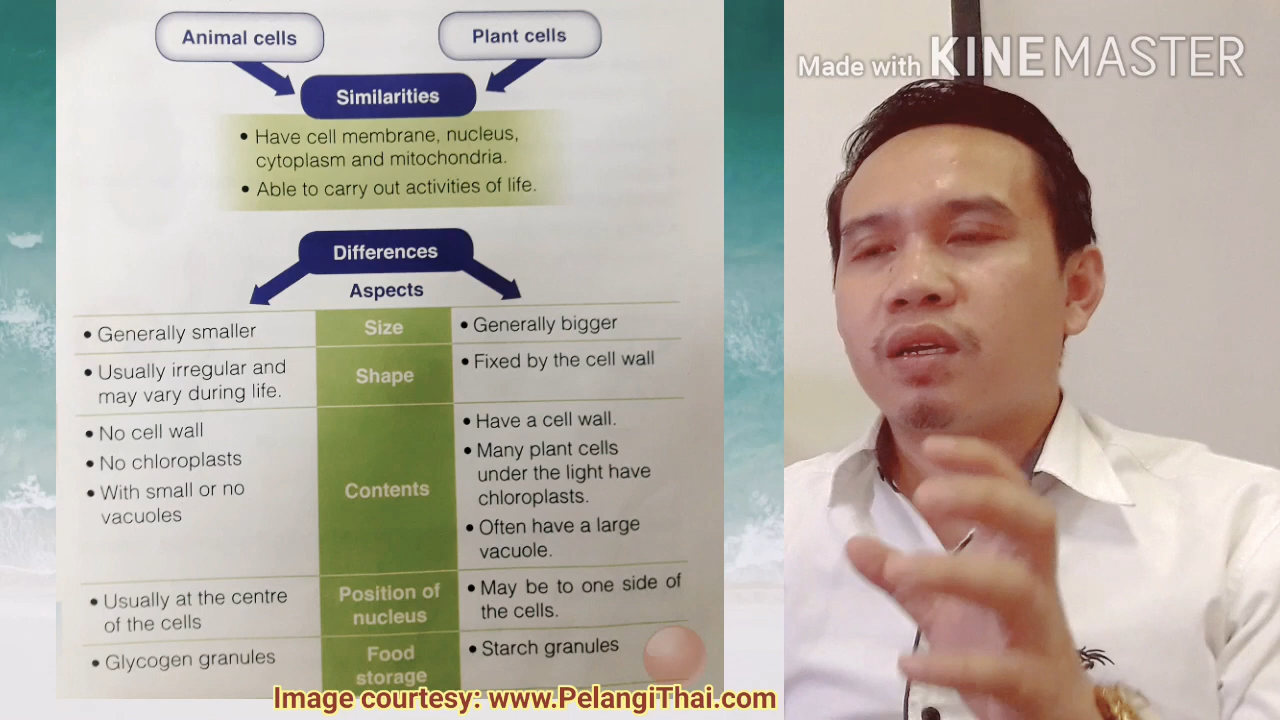 Animal cells
Plant cells
Made with KINEMASTER
Similarities
• Have cell membrane, nucleus,
cytoplasm and mitochondria.
• Able to carry out activities of life.
Differences
Aspects
• Generally smaller
Size
• Generally bigger
• Usually irregular and
may vary during life.
Shape
• Fixed by the cell wall
• No cell wall
• No chloroplasts
• With small or no
vacuoles
Contents
• Have a cell wall.
• Many plant cells
under the light have
chloroplasts.
• Often have a large
vacuole.
• Usually at the centre
of the cells
Position of
nucleus
• May be to one side of
the cells.
• Glycogen granules
Food
storage
• Starch granules
Image courtesy: www.PelangiThai.com